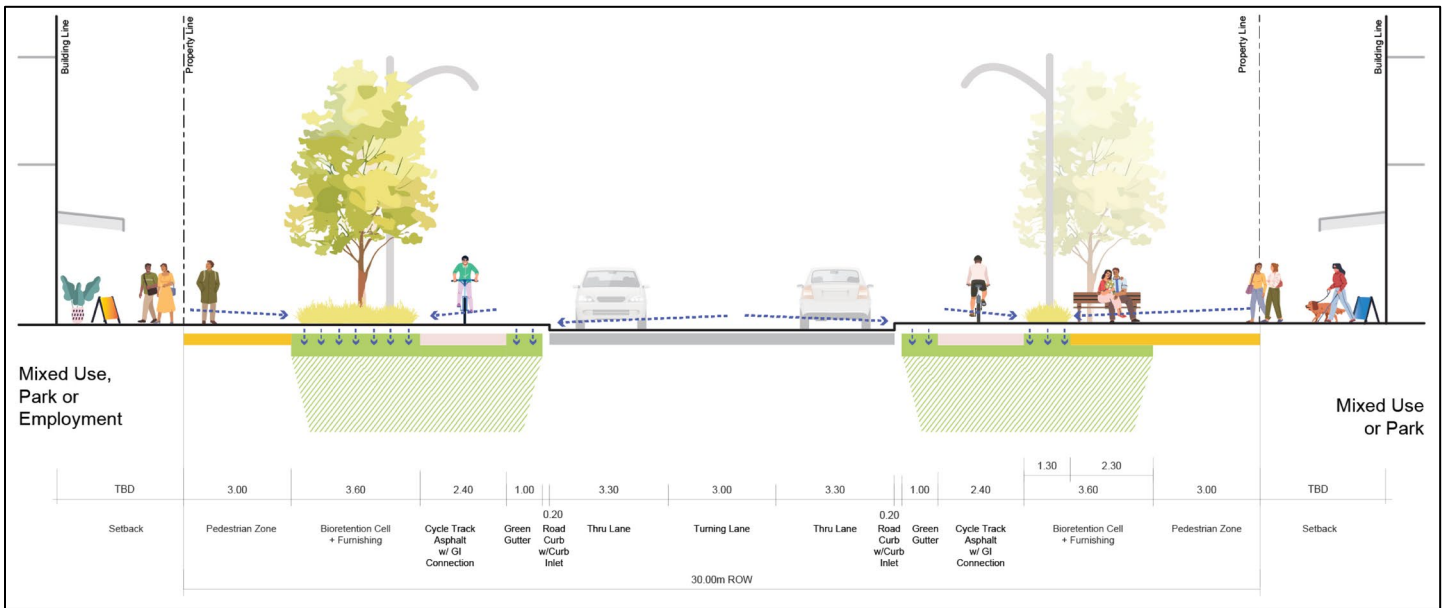 Building Line
Property Line
Property Line
Building Line
Mixed Use,
Park or
Employment
Mixed Use
or Park
1.30
2.30
TBD
3.00
3.60
2.40
1.00
3.30
3.00
3.30
1.00
2.40
3.60
3.00
TBD
0.20
0.20
Setback
Pedestrian Zone
Bioretention Cell
+ Furnishing
Cycle Track
Asphalt
w/ GI
Connection
Green
Gutter
Road
Curb
w/Curb
Inlet
Thru Lane
Turning Lane
Thru Lane
Road
Curb
w/Curb
Inlet
Green
Gutter
Cycle Track
Asphalt
w/ GI
Connection
Bioretention Cell
+ Furnishing
Pedestrian Zone
Setback
30.00m ROW